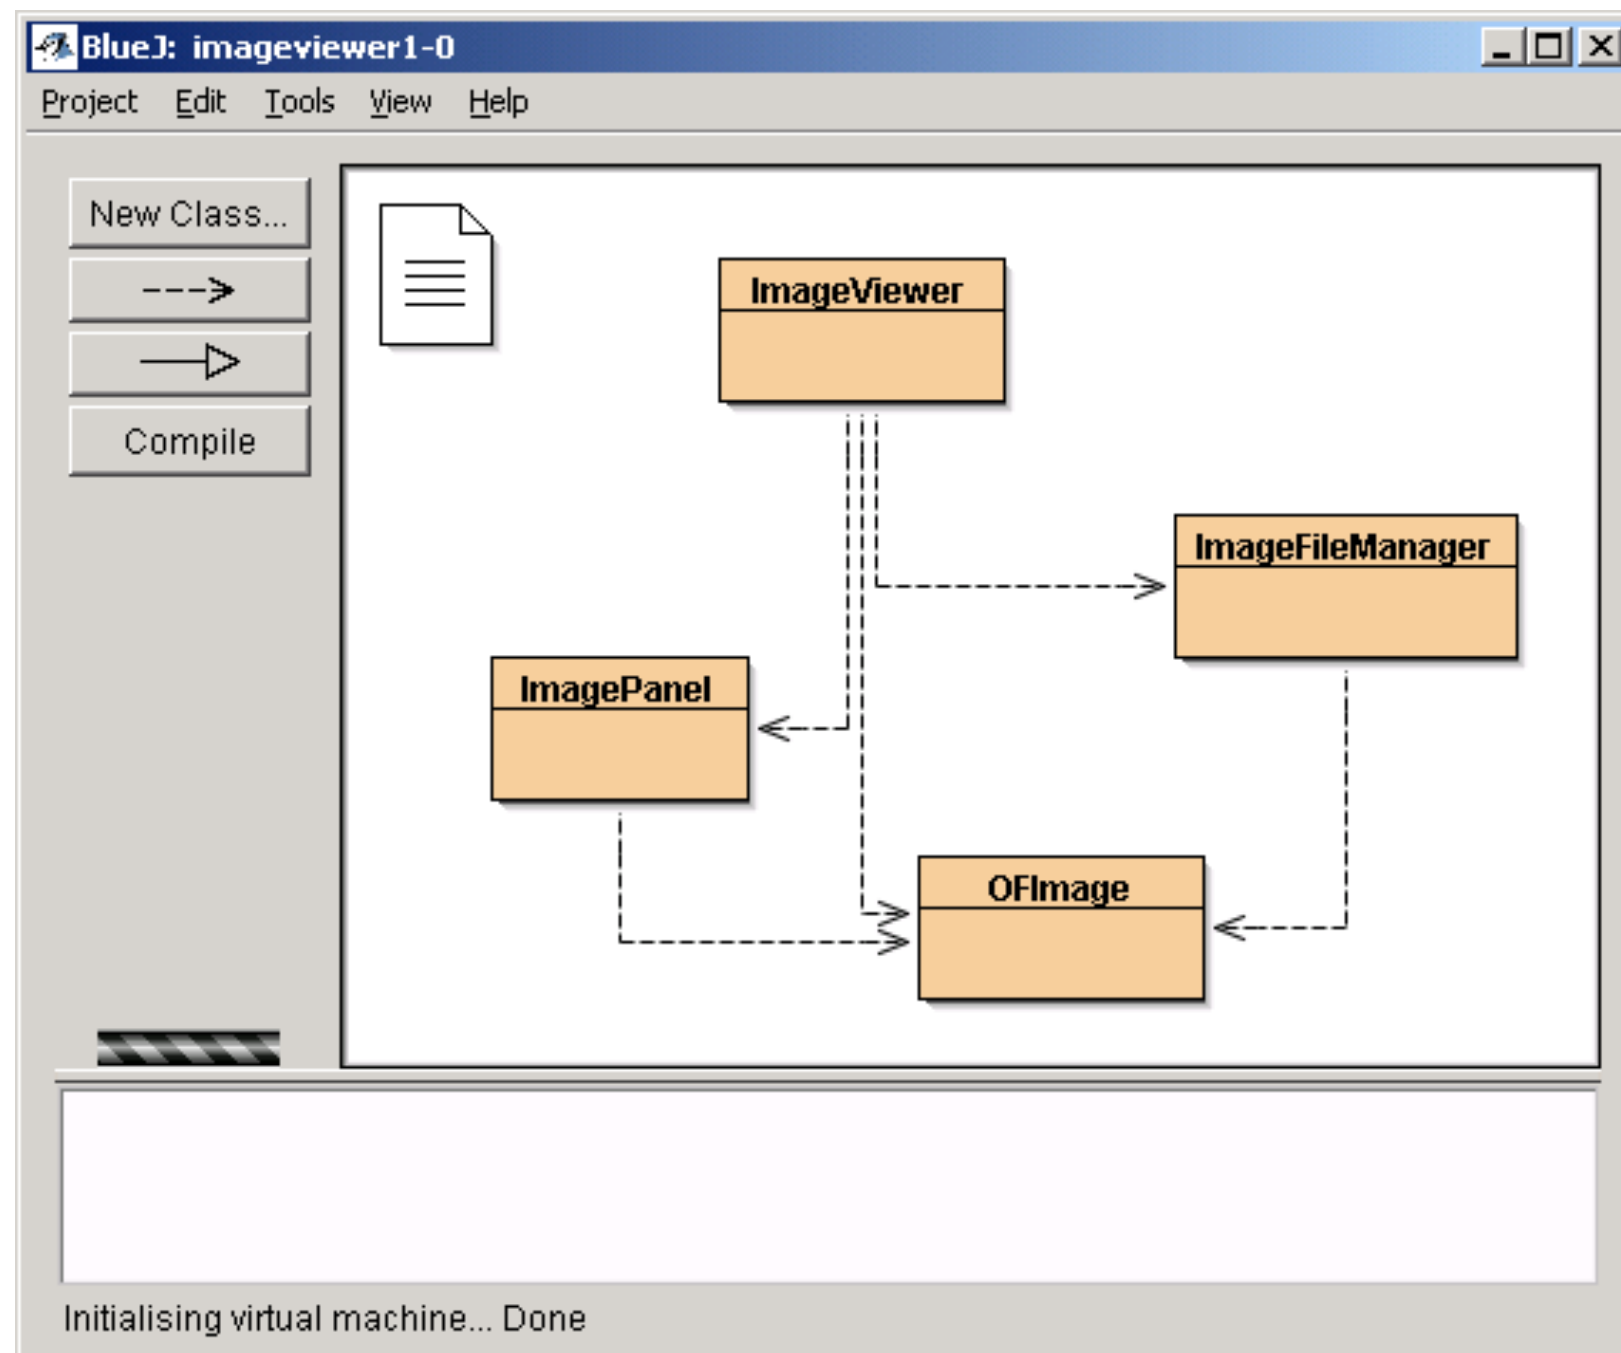 BlueJ: imageviewer1-0
Project Edit Tools View Help
New Class...
Compile
ImageViewer
ImageFileManager
ImagePanel
OFImage
Initialising virtual machine... Done